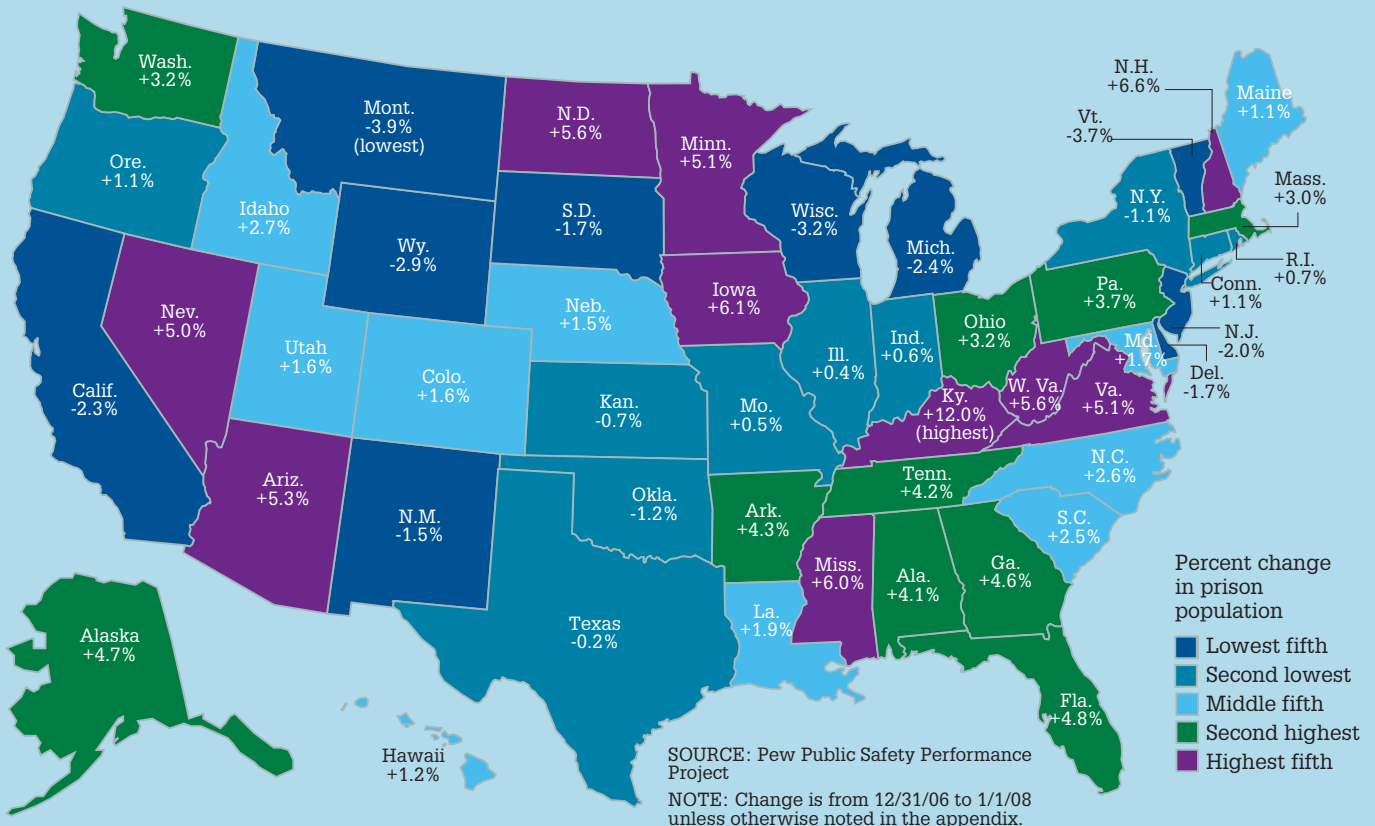 Wash.
+3.2%
Ore.
+1.1%
Calif.
-2.3%
Nev.
+5.0%
Idaho
+2.7%
Mont.
-3.9%
(lowest)
Wy.
-2.9%
Utah
+1.6%
Ariz.
+5.3%
Colo.
+1.6%
N.M.
-1.5%
N.D.
+5.6%
S.D.
-1.7%
Neb.
+1.5%
Kan.
-0.7%
Okla.
-1.2%
Texas
-0.2%
Minn.
+5.1%
Iowa
+6.1%
Mo.
+0.5%
Ark.
+4.3%
La.
+1.9%
Wisc.
-3.2%
Ill.
+0.4%
Mich.
-2.4%
Ind.
+0.6%
Ohio
+3.2%
Ky.
+12.0%
(highest)
Tenn.
+4.2%
Miss.
+6.0%
Ala.
+4.1%
Ga.
+4.6%
Fla.
+4.8%
S.C.
+2.5%
N.C.
+2.6%
Va.
+5.1%
W. Va.
+5.6%
Md.
+1.7%
Pa.
+3.7%
N.Y.
-1.1%
Vt.
-3.7%
N.H.
+6.6%
Maine
+1.1%
Mass.
+3.0%
R.I.
+0.7%
Conn.
+1.1%
N.J.
-2.0%
Del.
-1.7%
Alaska
+4.7%
Hawaii
+1.2%
Percent change
in prison
population
Lowest fifth
Second lowest
Middle fifth
Second highest
Highest fifth
SOURCE: Pew Public Safety Performance
Project
NOTE: Change is from 12/31/06 to 1/1/08
unless otherwise noted in the appendix.